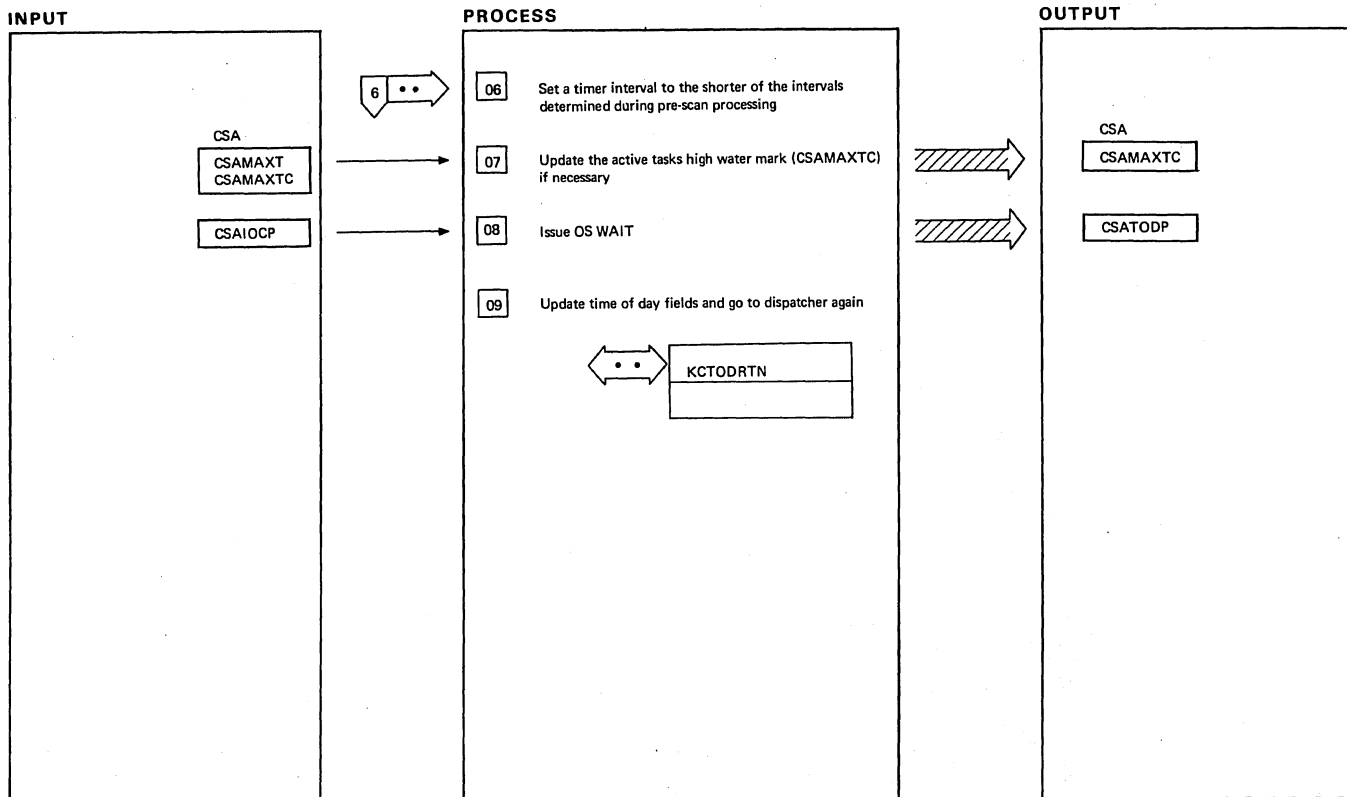 INPUT
PROCESS
OUTPUT
6
06
Set a timer interval to the shorter of the intervals
determined during pre-scan processing
CSA
CSAMAXT
CSAMAXTC
07
Update the active tasks high water mark (CSAMAXTC)
if necessary
CSA
CSAMAXTC
CSAIOCP
08
Issue OS WAIT
CSATODP
09
Update time of day fields and go to dispatcher again
KCTODRTN